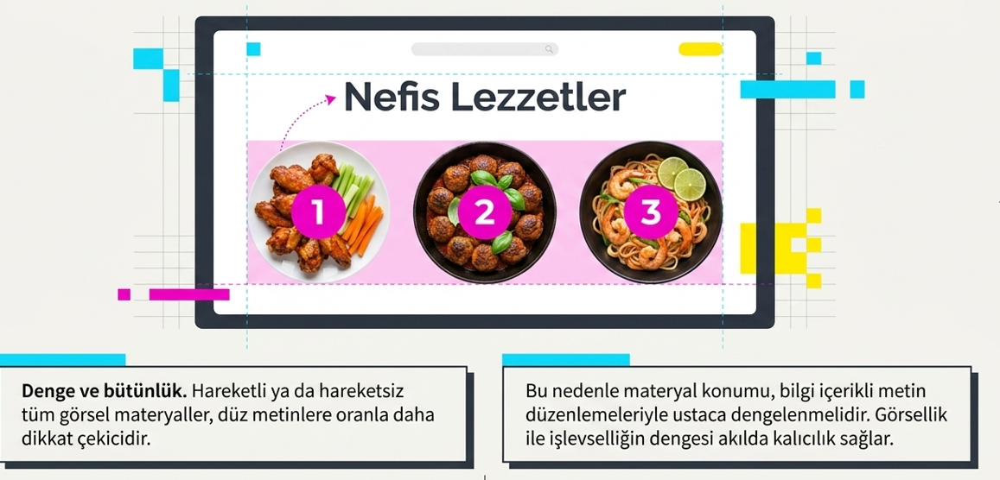 Nefis Lezzetler
1
2
3
Denge ve bütünlük. Hareketli ya da hareketsiz
tüm görsel materyaller, düz metinlere oranla daha
dikkat çekicidir.
Bu nedenle materyal konumu, bilgi içerikli metin
düzenlemeleriyle ustaca dengelenmelidir. Görsellik
ile işlevselliğin dengesi akılda kalıcılık sağlar.